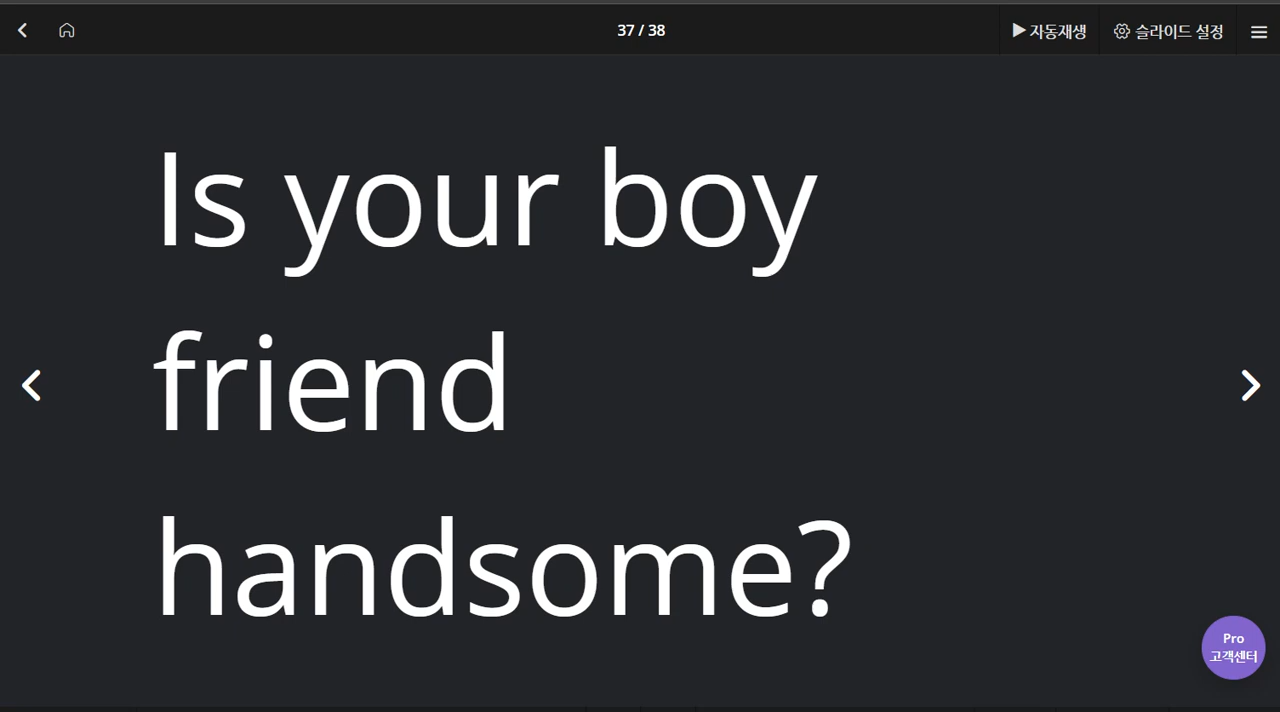 37 / 38
▶ 자동재생
슬라이드 설정
Is your boy
friend
handsome?
Pro
고객센터